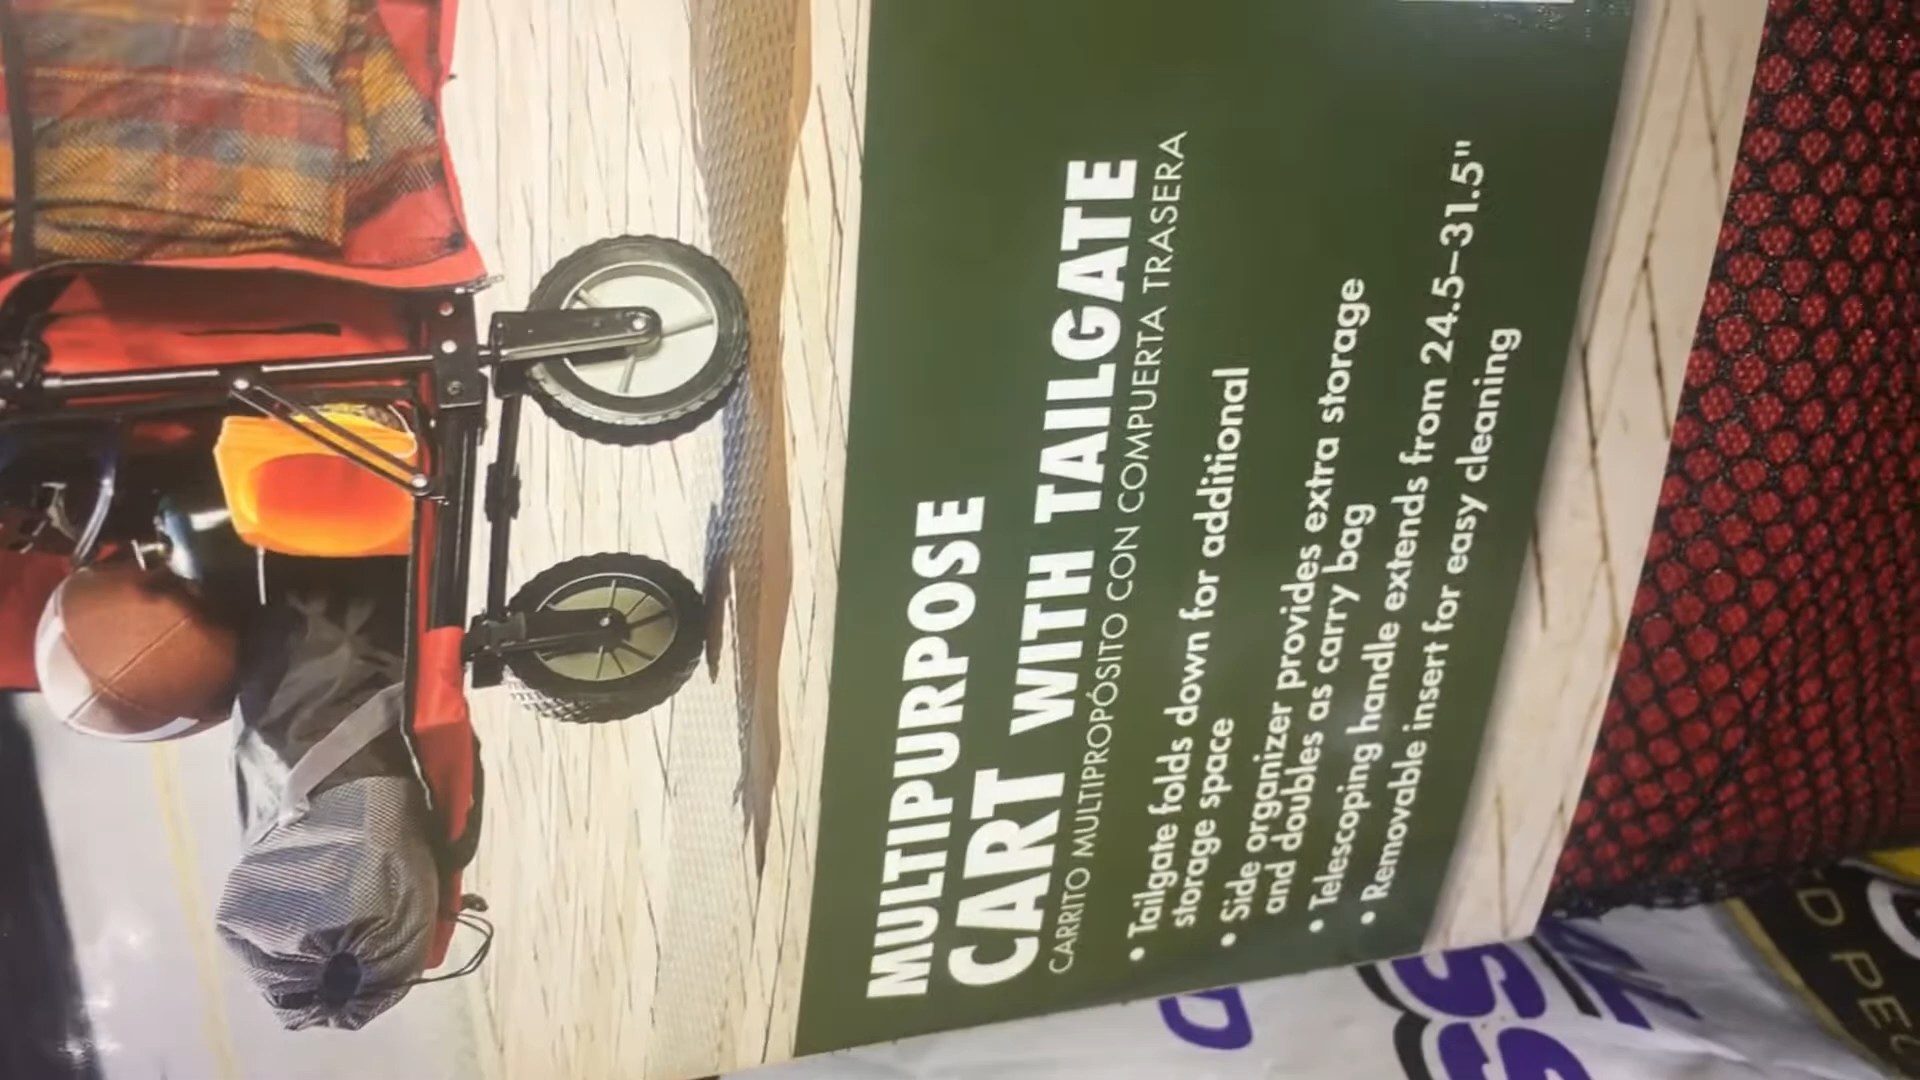 MULTIPURPOSE
CART WITH TAILGATE
CARRITO MULTIPROPÓSITO CON COMPUERTA TRASERA
• Tailgate folds down for additional
storage space
• Side organizer provides extra storage
and doubles as carry bag
• Telescoping handle extends from 24.5–31.5"
• Removable insert for easy cleaning